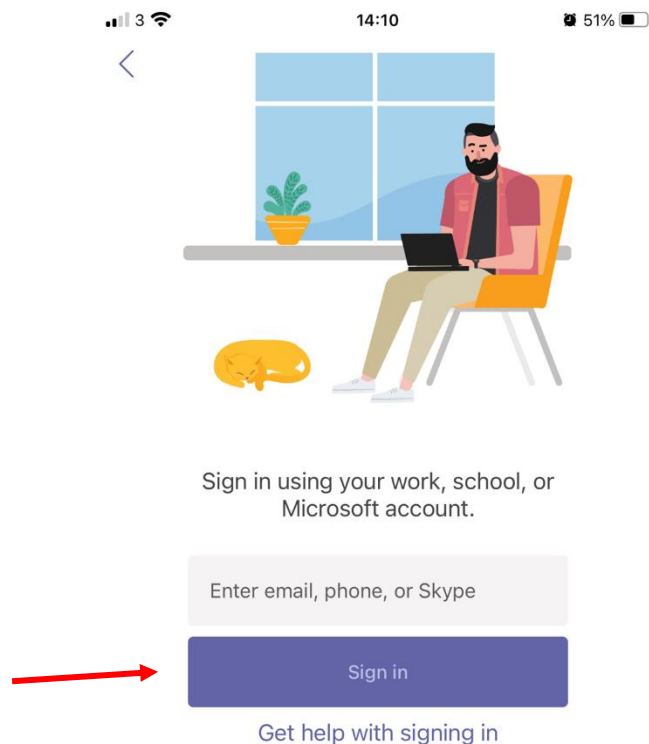 3 14:10 51%
Sign in using your work, school, or
Microsoft account.
Enter email, phone, or Skype
Sign in
Get help with signing in